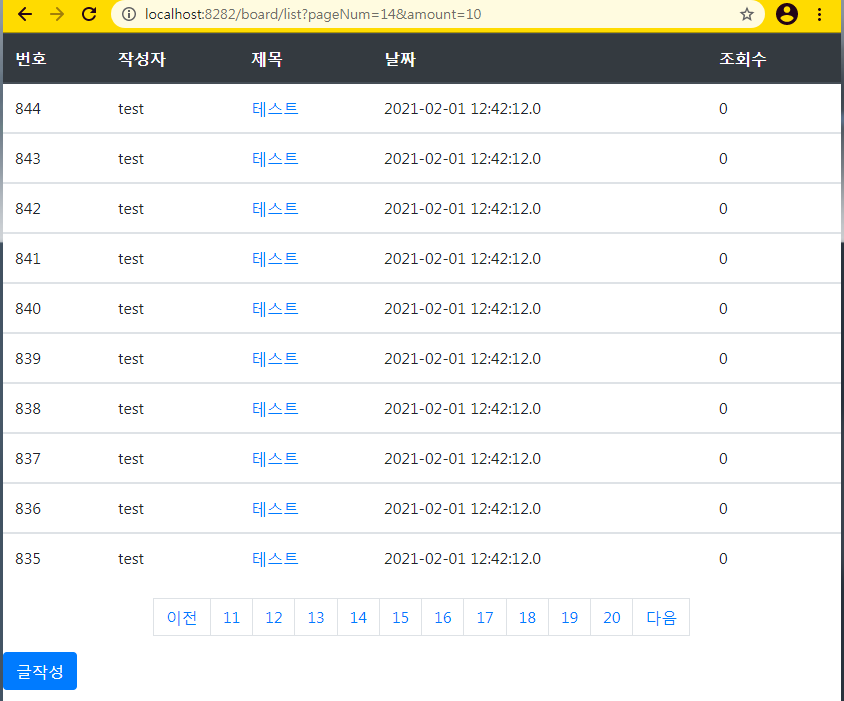 localhost:8282/board/list?pageNum=14&amount=10
번호 작성자 제목 날짜 조회수
844 test 테스트 2021-02-01 12:42:12.0 0
843 test 테스트 2021-02-01 12:42:12.0 0
842 test 테스트 2021-02-01 12:42:12.0 0
841 test 테스트 2021-02-01 12:42:12.0 0
840 test 테스트 2021-02-01 12:42:12.0 0
839 test 테스트 2021-02-01 12:42:12.0 0
838 test 테스트 2021-02-01 12:42:12.0 0
837 test 테스트 2021-02-01 12:42:12.0 0
836 test 테스트 2021-02-01 12:42:12.0 0
835 test 테스트 2021-02-01 12:42:12.0 0
이전 11 12 13 14 15 16 17 18 19 20 다음
글작성